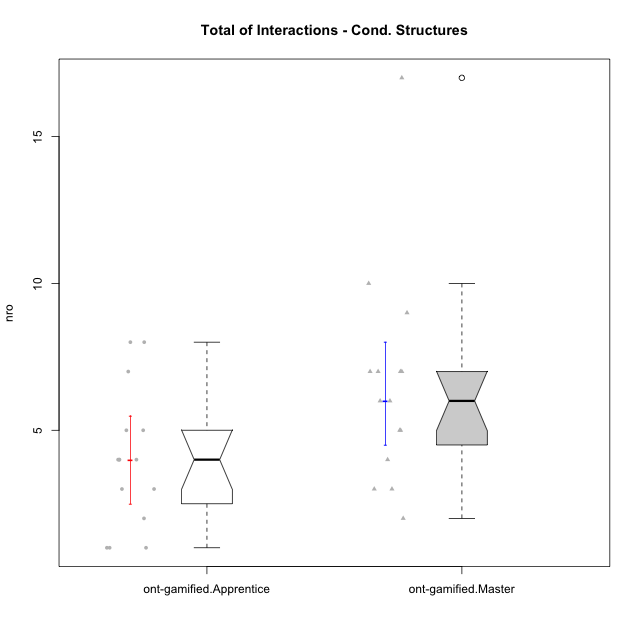 Total of Interactions - Cond. Structures
15
10
5
nro
ont-gamified.Apprentice
ont-gamified.Master